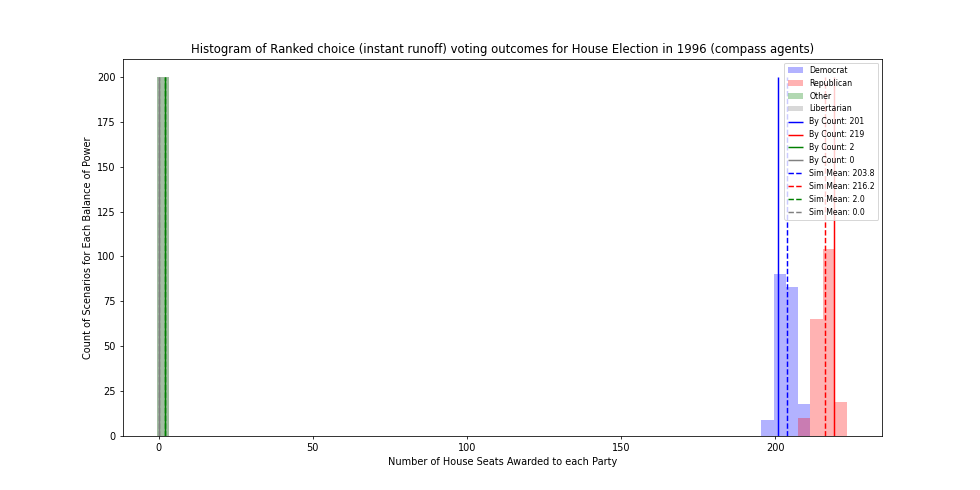 Histogram of Ranked choice (instant runoff) voting outcomes for House Election in 1996 (compass agents)
Count of Scenarios for Each Balance of Power
200
175
150
125
100
75
50
25
0
Democrat
Republican
Other
Libertarian
By Count: 201
By Count: 219
By Count: 2
By Count: 0
Sim Mean: 203.8
Sim Mean: 216.2
Sim Mean: 2.0
Sim Mean: 0.0
0
50
100
150
200
Number of House Seats Awarded to each Party